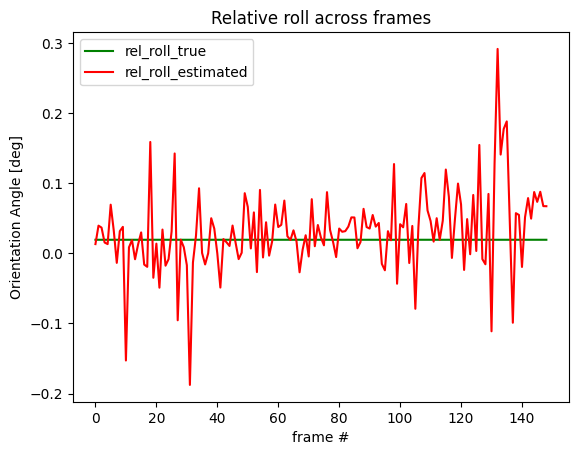 Relative roll across frames
rel_roll_true
rel_roll_estimated
Orientation Angle [deg]
0.3
0.2
0.1
0.0
−0.1
−0.2
0 20 40 60 80 100 120 140
frame #